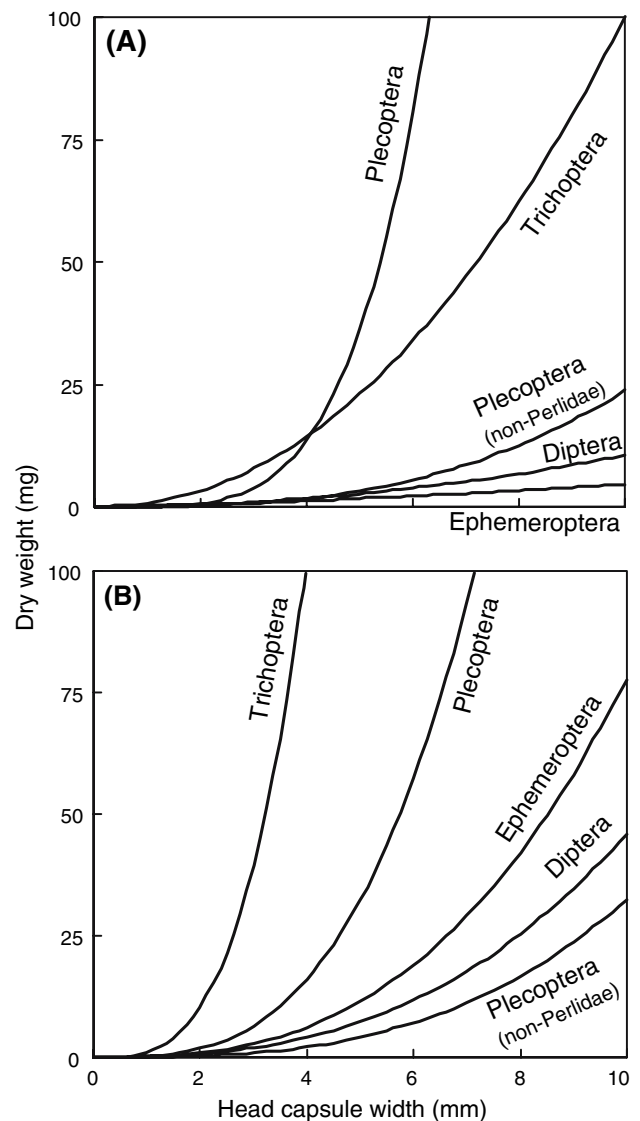 (A)
100
75
50
25
0
Plecoptera
Trichoptera
Plecoptera
(non-Perlidae)
Diptera
Ephemeroptera
Dry weight (mg)
(B)
100
75
50
25
0
Trichoptera
Plecoptera
Ephemeroptera
Diptera
Plecoptera
(non-Perlidae)
0 2 4 6 8 10
Head capsule width (mm)